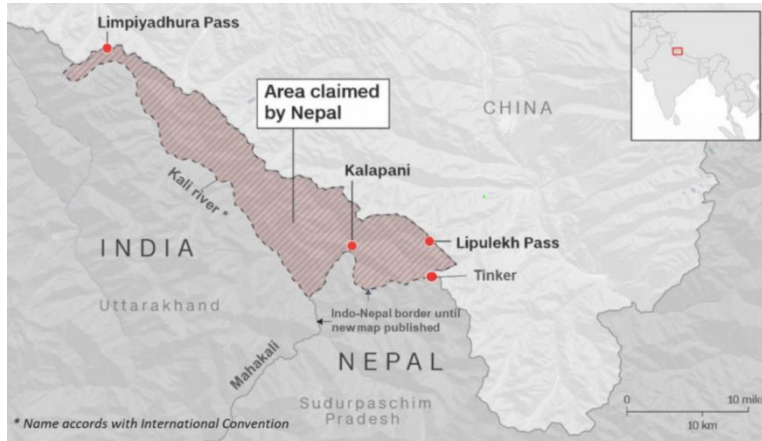 Limpiyadhura Pass
Area claimed
by Nepal
CHINA
Kalapani
Kali river *
INDIA
Lipulekh Pass
Tinker
Uttarakhand
Indo-Nepal border until
new map published
Mahakali
NEPAL
Sudurpaschim
Pradesh
0
10 mile
10 km
* Name accords with International Convention